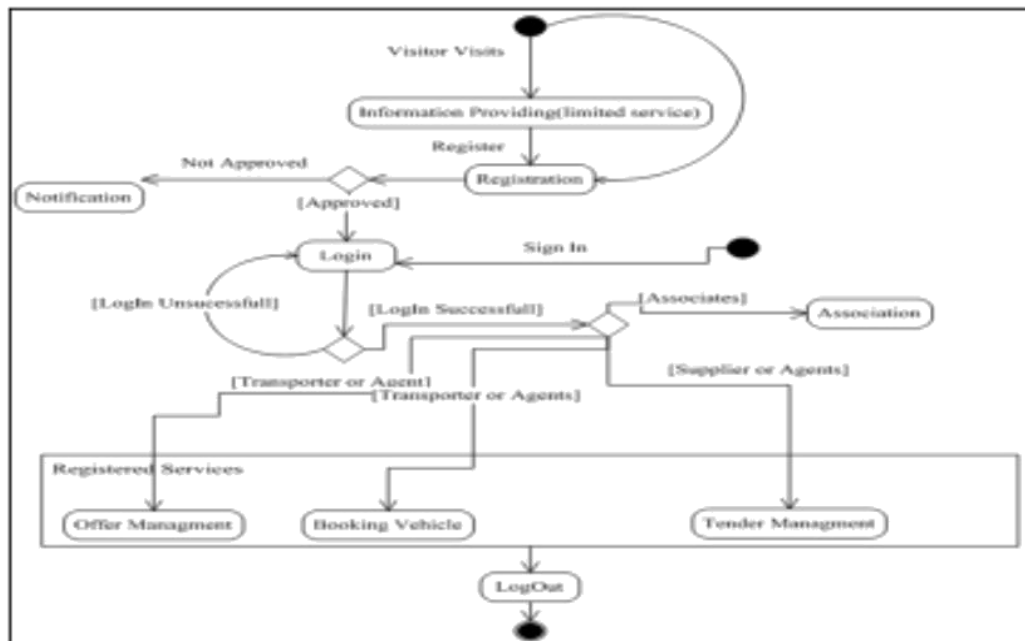 Visitor Visits
Information Providing(limited service)
Register
Not Approved
Registration
Notification
[Approved]
Login
Sign In
[LogIn Unsucessfull]
[LogIn Successfull]
[Associates]
Association
[Transporter or Agent]
[Transporter or Agents]
[Supplier or Agents]
Registered Services
Offer Managment
Booking Vehicle
Tender Managment
LogOut